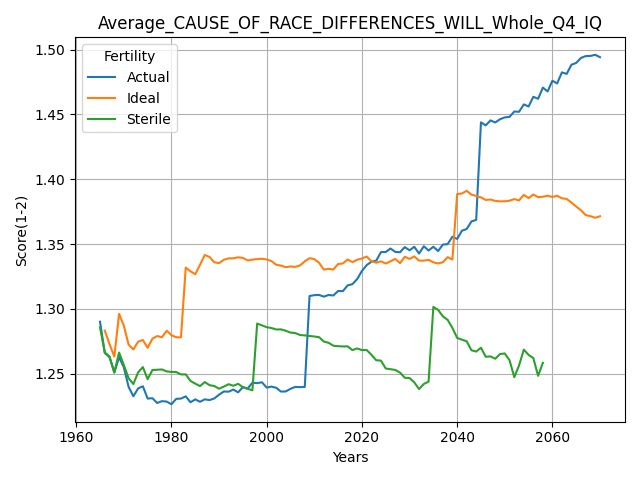 Average_CAUSE_OF_RACE_DIFFERENCES_WILL_Whole_Q4_IQ
Fertility
Actual
Ideal
Sterile
Score(1-2)
1.50
1.45
1.40
1.35
1.30
1.25
1960 1980 2000 2020 2040 2060
Years